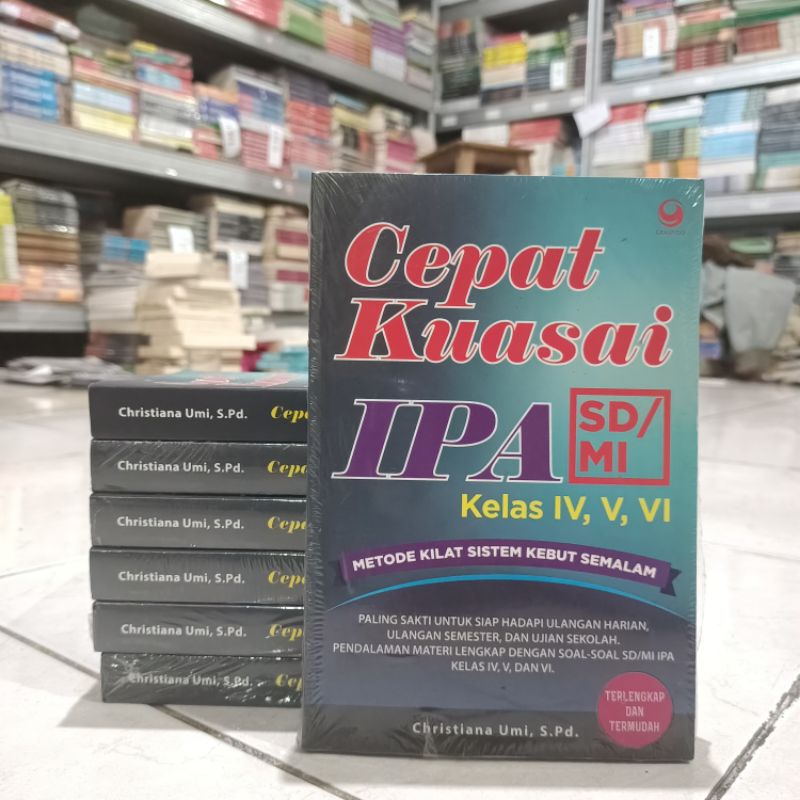 Cepat
Kuasai
IPA
SD/
MI
Kelas IV, V, VI
METODE KILAT SISTEM KEBUT SEMALAM
PALING SAKTI UNTUK SIAP HADAPI ULANGAN HARIAN,
ULANGAN SEMESTER, DAN UJIAN SEKOLAH.
PENDALAMAN MATERI LENGKAP DENGAN SOAL-SOAL SD/MI IPA
KELAS IV, V, DAN VI.
TERLENGKAP
DAN
TERMUDAH
Christiana Umi, S.Pd.
Christiana Umi, S.Pd.
Christiana Umi, S.Pd.
Christiana Umi, S.Pd.
Christiana Umi, S.Pd.
Christiana Umi, S.Pd.
Christiana Umi, S.Pd.